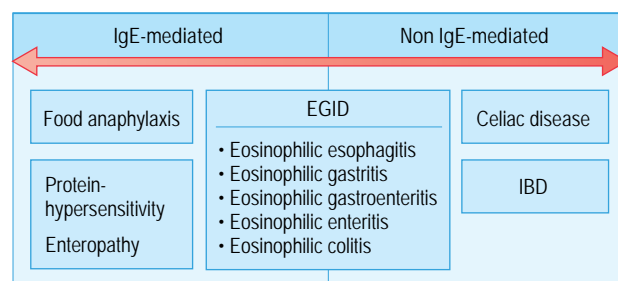 IgE-mediated
Non IgE-mediated
Food anaphylaxis
Protein-
hypersensitivity
Enteropathy
EGID
• Eosinophilic esophagitis
• Eosinophilic gastritis
• Eosinophilic gastroenteritis
• Eosinophilic enteritis
• Eosinophilic colitis
Celiac disease
IBD